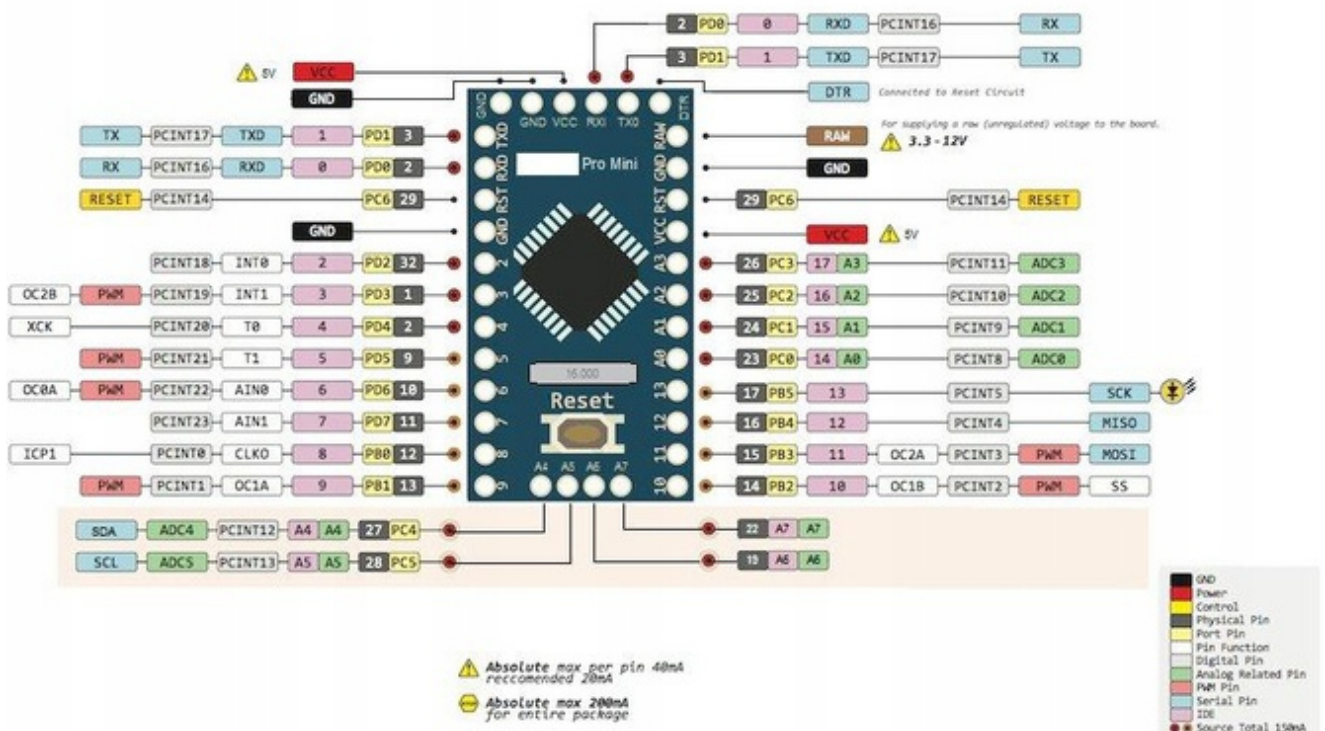 2 PD0 0 RXD PCINT16 RX
3 PD1 1 TXD PCINT17 TX
5V VCC
GND
DTR Connected to Reset Circuit
For supplying a raw (unregulated) voltage to the board.
RAW 3.3-12V
GND
TX PCINT17 TXD 1 PD1 3
RX PCINT16 RXD 0 PD0 2
RESET PCINT14 PC6 29
GND
PCINT18 INT0 2 PD2 32
OC2B PWM PCINT19 INT1 3 PD3 1
XCK PCINT20 T0 4 PD4 2
PWM PCINT21 T1 5 PD5 9
OC0A PWM PCINT22 AIN0 6 PD6 10
PCINT23 AIN1 7 PD7 11
ICP1 PCINT0 CLKO 8 PB0 12
PWM PCINT1 OC1A 9 PB1 13
GND GND VCC RXI TX0 DTR
TXD RAW
RXD Pro Mini GND
RST RST
GND VCC
2 A3
3 A2
4 A1
5 A0
16.000
6 13
Reset
7 12
8 11
9 A4 A5 A6 A7 10
29 PC6 PCINT14 RESET
VCC 5V
26 PC3 17 A3 PCINT11 ADC3
25 PC2 16 A2 PCINT10 ADC2
24 PC1 15 A1 PCINT9 ADC1
23 PC0 14 A0 PCINT8 ADC0
17 PB5 13 PCINT5 SCK
16 PB4 12 PCINT4 MISO
15 PB3 11 OC2A PCINT3 PWM MOSI
14 PB2 10 OC1B PCINT2 PWM SS
SDA ADC4 PCINT12 A4 A4 27 PC4
SCL ADC5 PCINT13 A5 A5 28 PC5
22 A7 A7
19 A6 A6
Absolute max per pin 40mA
reccomended 20mA
Absolute max 200mA
for entire package
GND
Power
Control
Physical Pin
Port Pin
Pin Function
Digital Pin
Analog Related Pin
PWM Pin
Serial Pin
IDE
Source Total 150mA